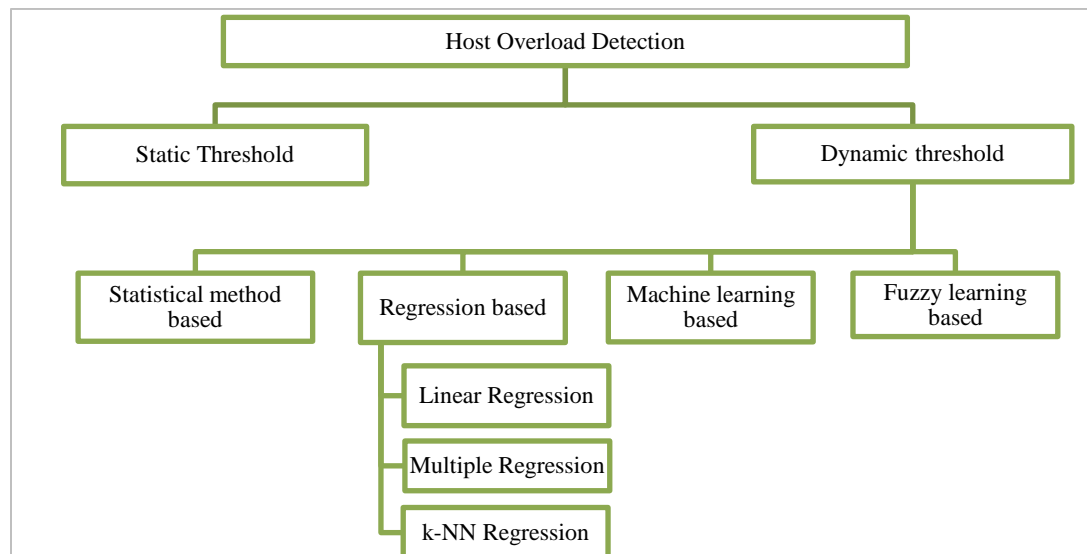 Host Overload Detection
Static Threshold
Dynamic threshold
Statistical method
based
Regression based
Machine learning
based
Fuzzy learning
based
Linear Regression
Multiple Regression
k-NN Regression